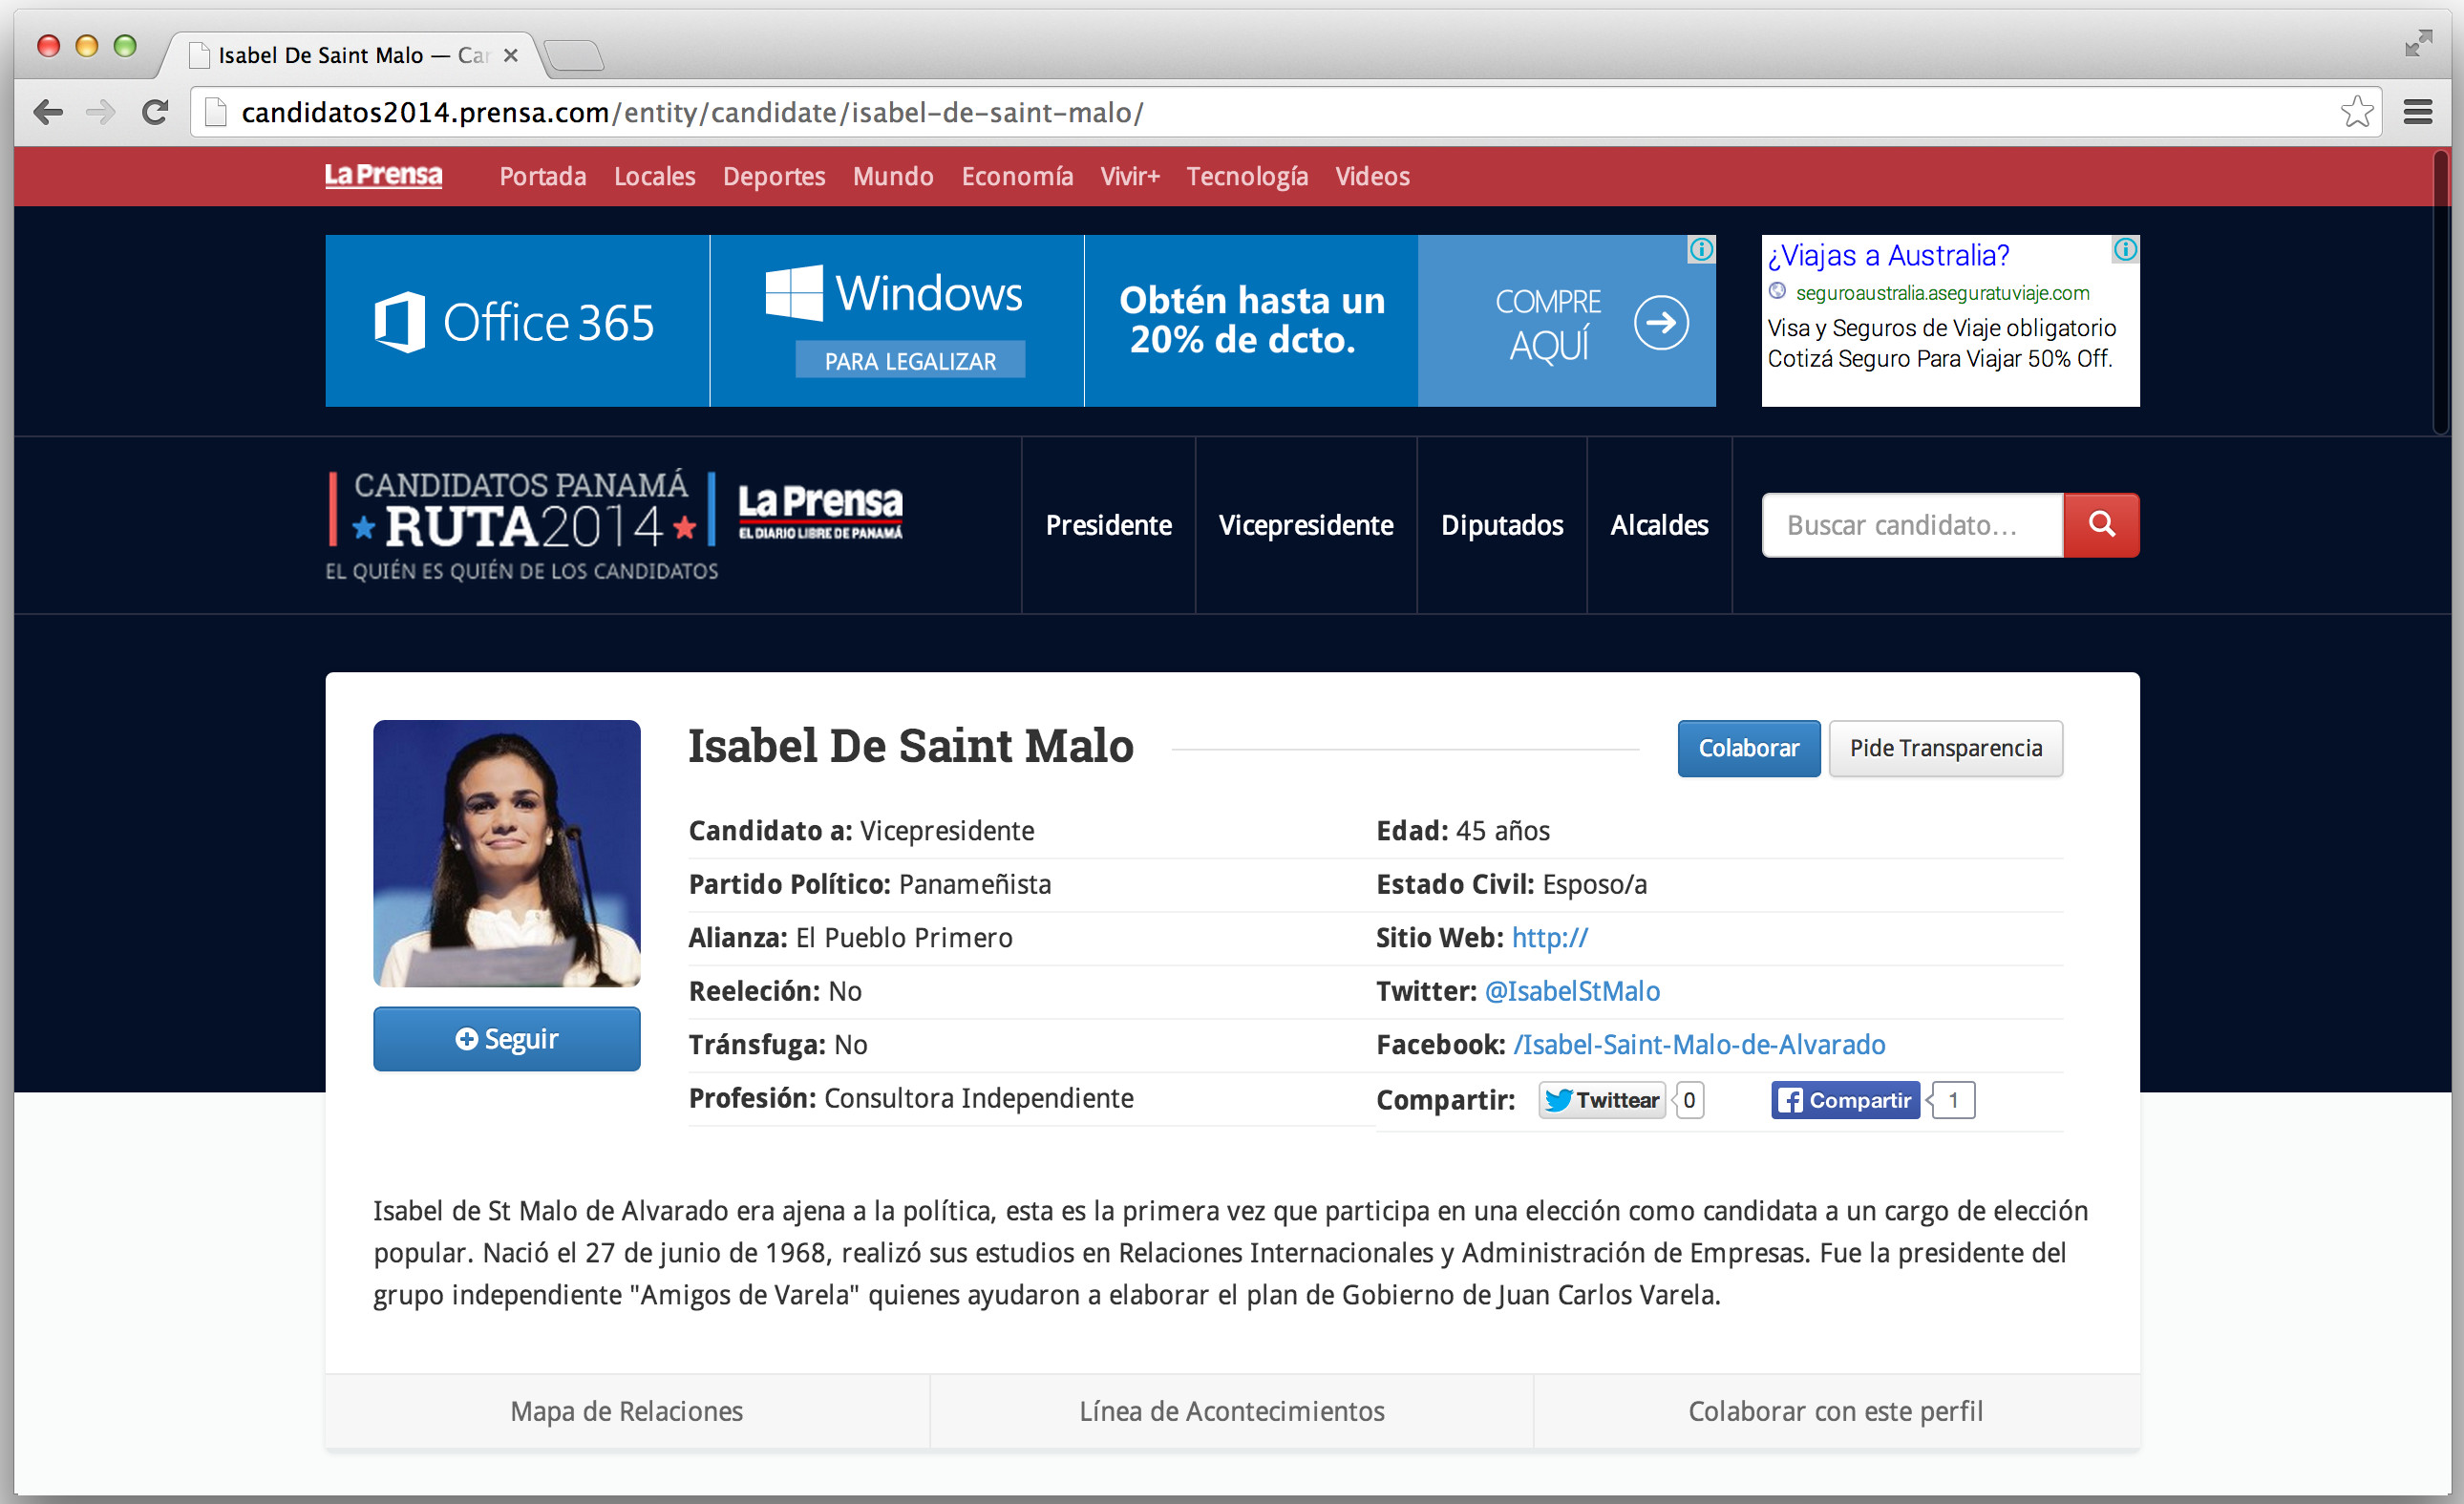 Isabel De Saint Malo — Can
candidatos2014.prensa.com/entity/candidate/isabel-de-saint-malo/
La Prensa Portada Locales Deportes Mundo Economía Vivir+ Tecnología Videos
Office 365
Windows
PARA LEGALIZAR
Obtén hasta un
20% de dcto.
COMPRE
AQUÍ
¿Viajas a Australia?
seguroaustralia.aseguratuviaje.com
Visa y Seguros de Viaje obligatorio
Cotizá Seguro Para Viajar 50% Off.
CANDIDATOS PANAMÁ
RUTA2014
EL QUIÉN ES QUIÉN DE LOS CANDIDATOS
La Prensa
EL DIARIO LIBRE DE PANAMÁ
Presidente Vicepresidente Diputados Alcaldes
Buscar candidato...
Isabel De Saint Malo
Colaborar Pide Transparencia
Seguir
Candidato a: Vicepresidente
Partido Político: Panameñista
Alianza: El Pueblo Primero
Reeleción: No
Tránsfuga: No
Profesión: Consultora Independiente
Edad: 45 años
Estado Civil: Esposo/a
Sitio Web: http://
Twitter: @IsabelStMalo
Facebook: /Isabel-Saint-Malo-de-Alvarado
Compartir: Twittear 0 Compartir 1
Isabel de St Malo de Alvarado era ajena a la política, esta es la primera vez que participa en una elección como candidata a un cargo de elección
popular. Nació el 27 de junio de 1968, realizó sus estudios en Relaciones Internacionales y Administración de Empresas. Fue la presidente del
grupo independiente "Amigos de Varela" quienes ayudaron a elaborar el plan de Gobierno de Juan Carlos Varela.
Mapa de Relaciones Línea de Acontecimientos Colaborar con este perfil